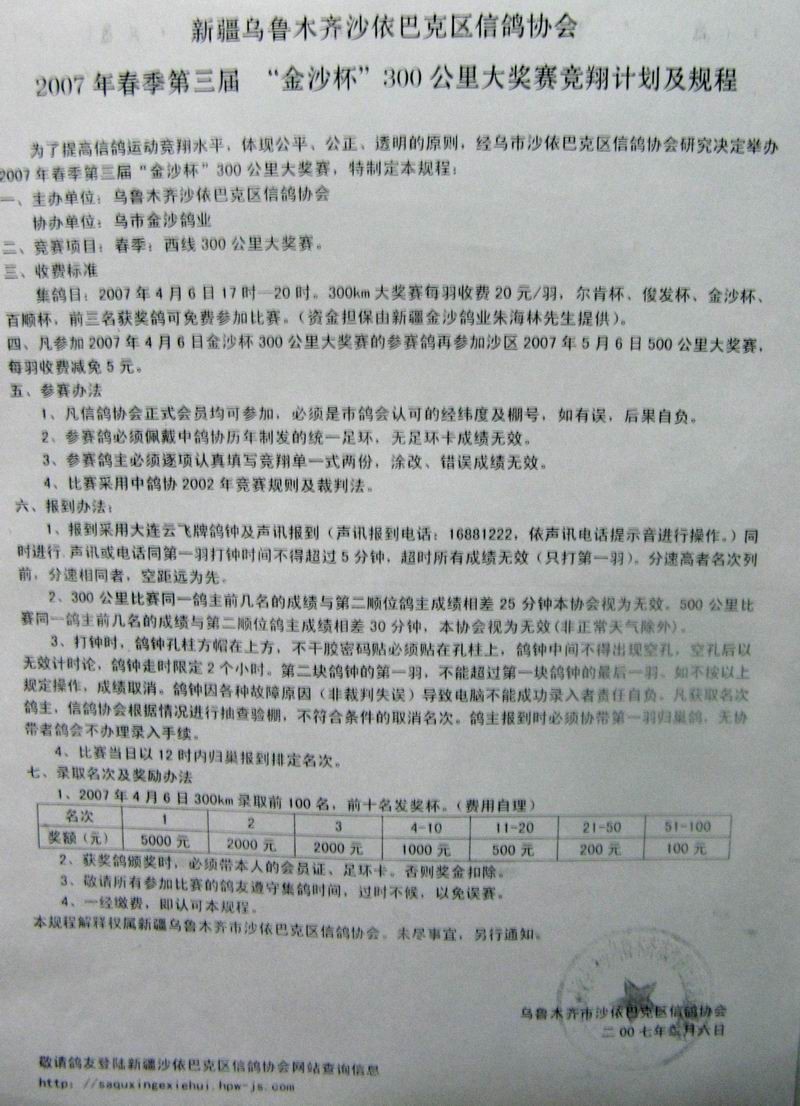 新疆乌鲁木齐沙依巴克区信鸽协会
2007年春季第三届 “金沙杯”300公里大奖赛竞翔计划及规程
为了提高信鸽运动竞翔水平，体现公平、公正、透明的原则，经乌市沙依巴克区信鸽协会研究决定举办
2007年春季第三届“金沙杯”300公里大奖赛，特制定本规程：
一、主办单位：乌鲁木齐沙依巴克区信鸽协会
协办单位：乌市金沙鸽业
二、竞赛项目：春季：西线300公里大奖赛。
三、收费标准
集鸽日：2007年4月6日17时—20时。300km大奖赛每羽收费20元/羽，尔肯杯、俊发杯、金沙杯、
百顺杯，前三名获奖鸽可免费参加比赛。（资金担保由新疆金沙鸽业朱海林先生提供）。
四、凡参加2007年4月6日金沙杯300公里大奖赛的参赛鸽再参加沙区2007年5月6日500公里大奖赛，
每羽收费减免5元。
五、参赛办法
1、凡信鸽协会正式会员均可参加，必须是市鸽会认可的经纬度及棚号，如有误，后果自负。
2、参赛鸽必须佩戴中鸽协历年制发的统一足环，无足环卡成绩无效。
3、参赛鸽主必须逐项认真填写竞翔单一式两份，涂改、错误成绩无效。
4、比赛采用中鸽协2002年竞赛规则及裁判法。
六、报到办法：
1、报到采用大连云飞牌鸽钟及声讯报到（声讯报到电话：16881222，依声讯电话提示音进行操作。）同
时进行.声讯或电话同第一羽打钟时间不得超过5分钟，超时所有成绩无效（只打第一羽）。分速高者名次列
前，分速相同者，空距远为先。
2、300公里比赛同一鸽主前几名的成绩与第二顺位鸽主成绩相差25分钟本协会视为无效。500公里比
赛同一鸽主前几名的成绩与第二顺位鸽主成绩相差30分钟，本协会视为无效(非正常天气除外)。
3、打钟时，鸽钟孔柱方帽在上方，不干胶密码贴必须贴在孔柱上，鸽钟中间不得出现空孔，空孔后以
无效计时论，鸽钟走时限定2个小时。第二块鸽钟的第一羽，不能超过第一块鸽钟的最后一羽。如不按以上
规定操作，成绩取消。鸽钟因各种故障原因（非裁判失误）导致电脑不能成功录入者责任自负。凡获取名次
鸽主，信鸽协会根据情况进行抽查验棚，不符合条件的取消名次。鸽主报到时必须协带第一羽归巢鸽，无协
带者鸽会不办理录入手续。
4、比赛当日以12时内归巢报到排定名次。
七、录取名次及奖励办法
1、2007年4月6日300km录取前100名，前十名发奖杯。（费用自理）
名次 1 2 3 4-10 11-20 21-50 51-100
奖额（元） 5000元 2000元 2000元 1000元 500元 200元 100元
2、获奖鸽颁奖时，必须带本人的会员证、足环卡。否则奖金扣除。
3、敬请所有参加比赛的鸽友遵守集鸽时间，过时不候，以免误赛。
4、一经缴费，即认可本规程。
本规程解释权属新疆乌鲁木齐市沙依巴克区信鸽协会。未尽事宜，另行通知。
乌鲁木齐市沙依巴克区信鸽协会
二00七年 月六日
敬请鸽友登陆新疆沙依巴克区信鸽协会网站查询信息
http：//saquxingexiehui.hpw-js.com